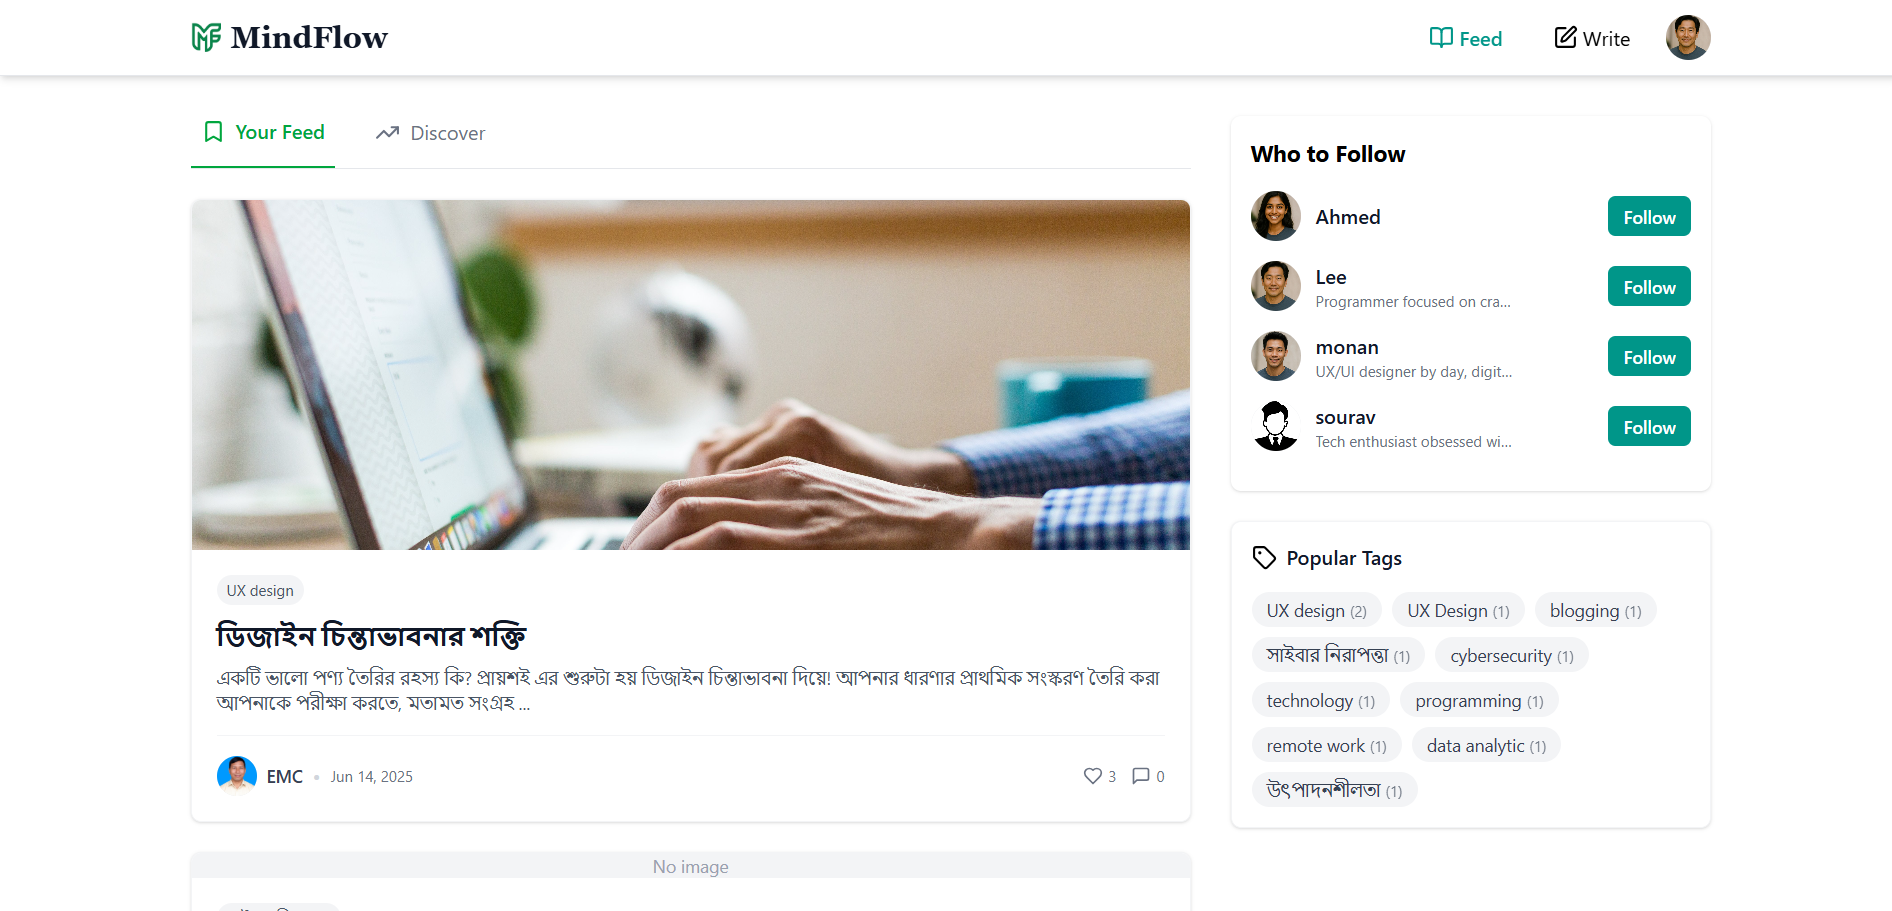 MindFlow
Feed
Write
Your Feed
Discover
UX design
ডিজাইন চিন্তাভাবনার শক্তি
একটি ভালো পণ্য তৈরির রহস্য কি? প্রায়শই এর শুরুটা হয় ডিজাইন চিন্তাভাবনা দিয়ে! আপনার ধারণার প্রাথমিক সংস্করণ তৈরি করা
আপনাকে পরীক্ষা করতে, মতামত সংগ্রহ ...
EMC
Jun 14, 2025
3
0
No image
Who to Follow
Ahmed
Follow
Lee
Programmer focused on cra...
Follow
monan
UX/UI designer by day, digit...
Follow
sourav
Tech enthusiast obsessed wi...
Follow
Popular Tags
UX design (2)
UX Design (1)
blogging (1)
সাইবার নিরাপত্তা (1)
cybersecurity (1)
technology (1)
programming (1)
remote work (1)
data analytic (1)
উৎপাদনশীলতা (1)